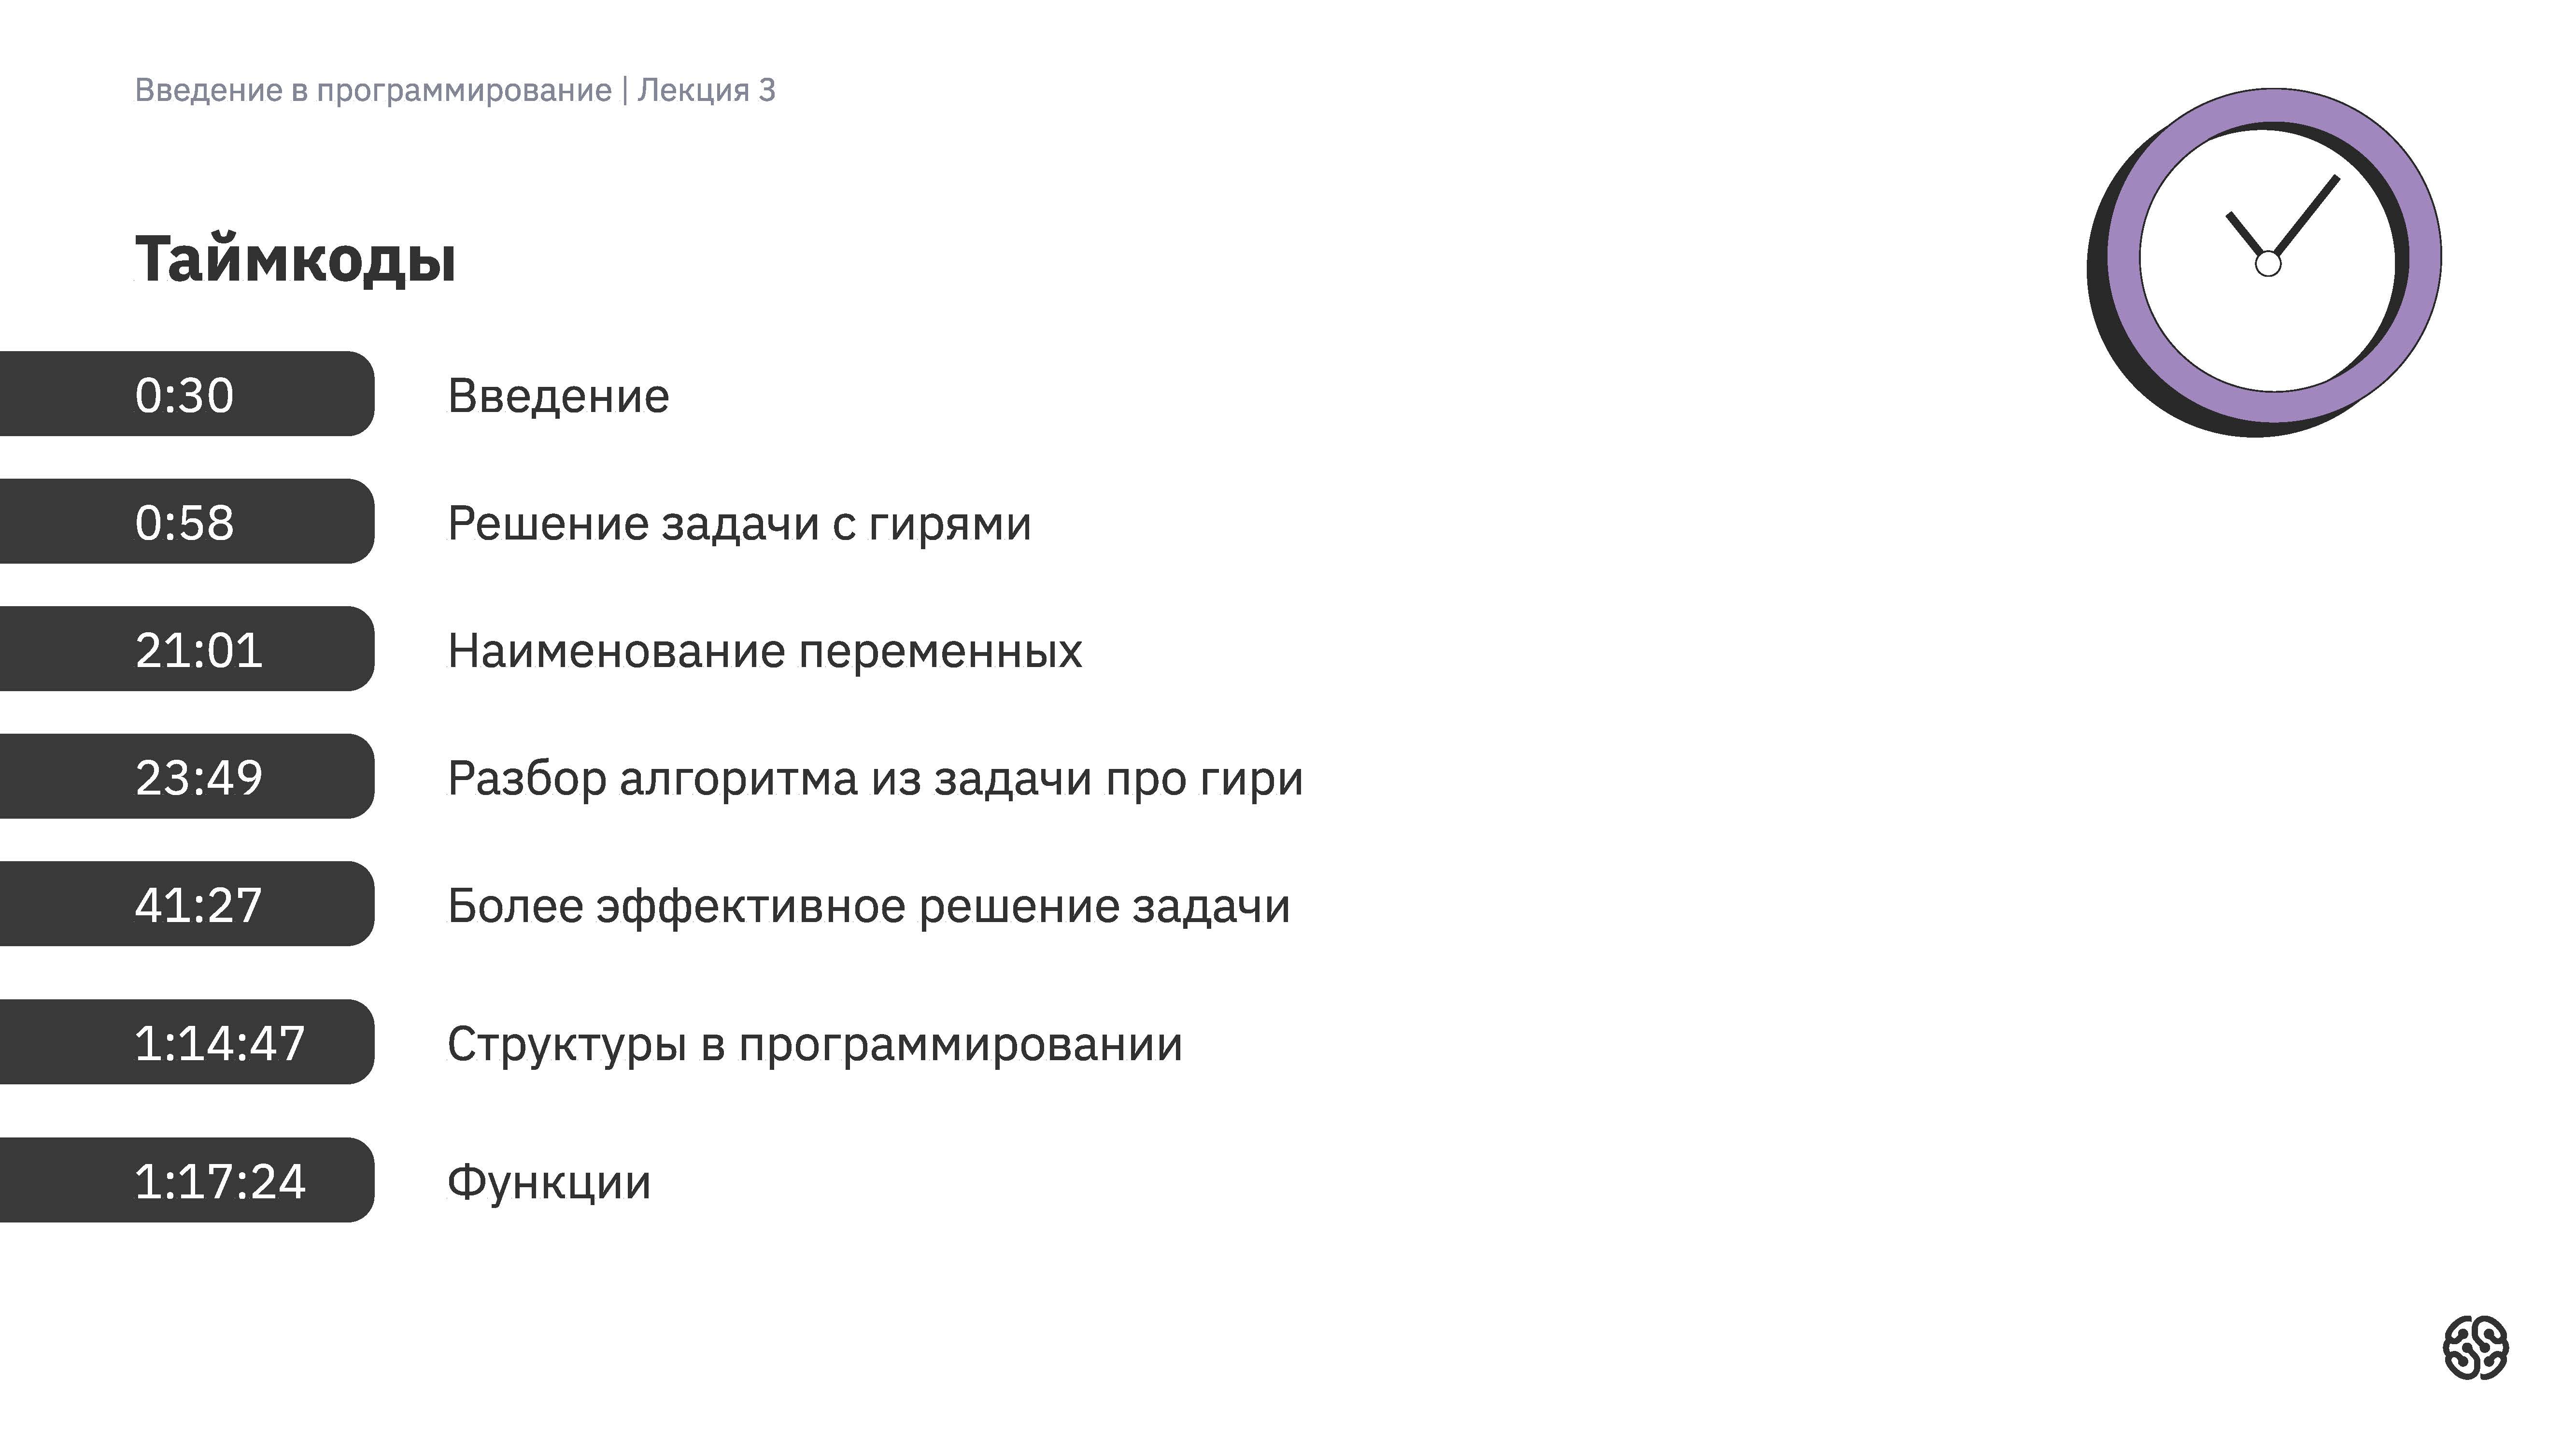 Введение в программирование | Лекция 3
Таймкоды
0:30 Введение
0:58 Решение задачи с гирями
21:01 Наименование переменных
23:49 Разбор алгоритма из задачи про гири
41:27 Более эффективное решение задачи
1:14:47 Структуры в программировании
1:17:24 Функции